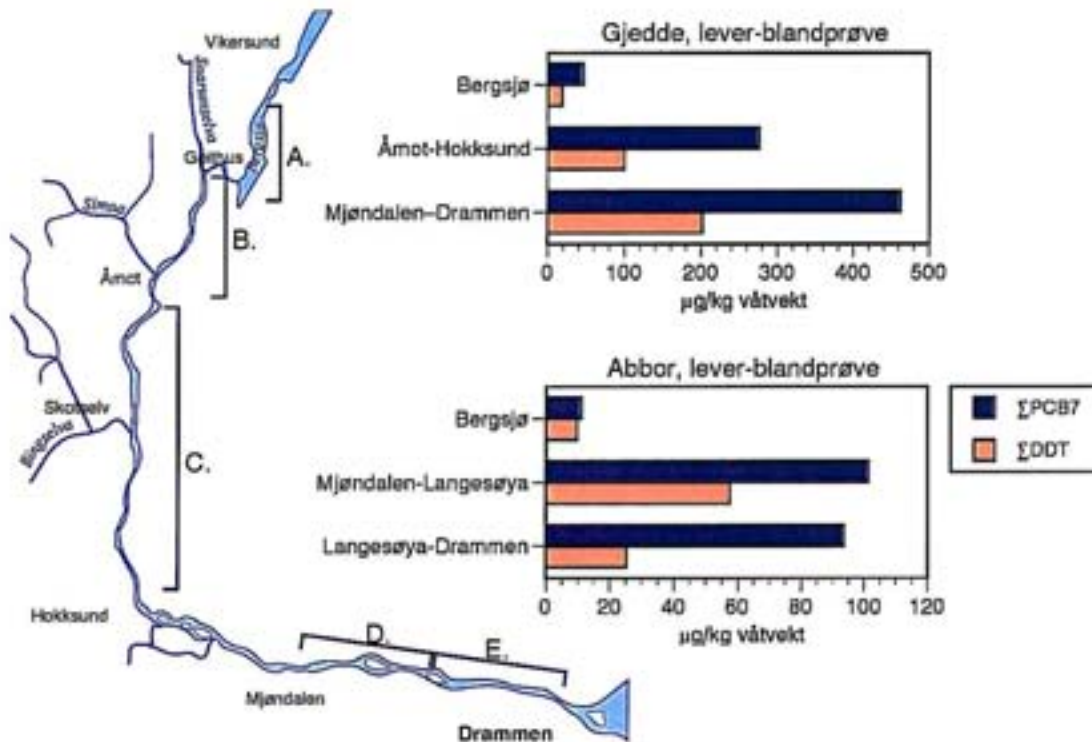 Vikersund
Snarumselva
Geithus
A.
Simoa
B.
Åmot
Skotselv
Bingselva
C.
Hokksund
D.
E.
Mjøndalen
Drammen
Gjedde, lever-blandprøve
Bergsjø
Åmot-Hokksund
Mjøndalen–Drammen
0 100 200 300 400 500
µg/kg våtvekt
Abbor, lever-blandprøve
Bergsjø
Mjøndalen-Langesøya
Langesøya-Drammen
0 20 40 60 80 100 120
µg/kg våtvekt
ΣPCB7
ΣDDT